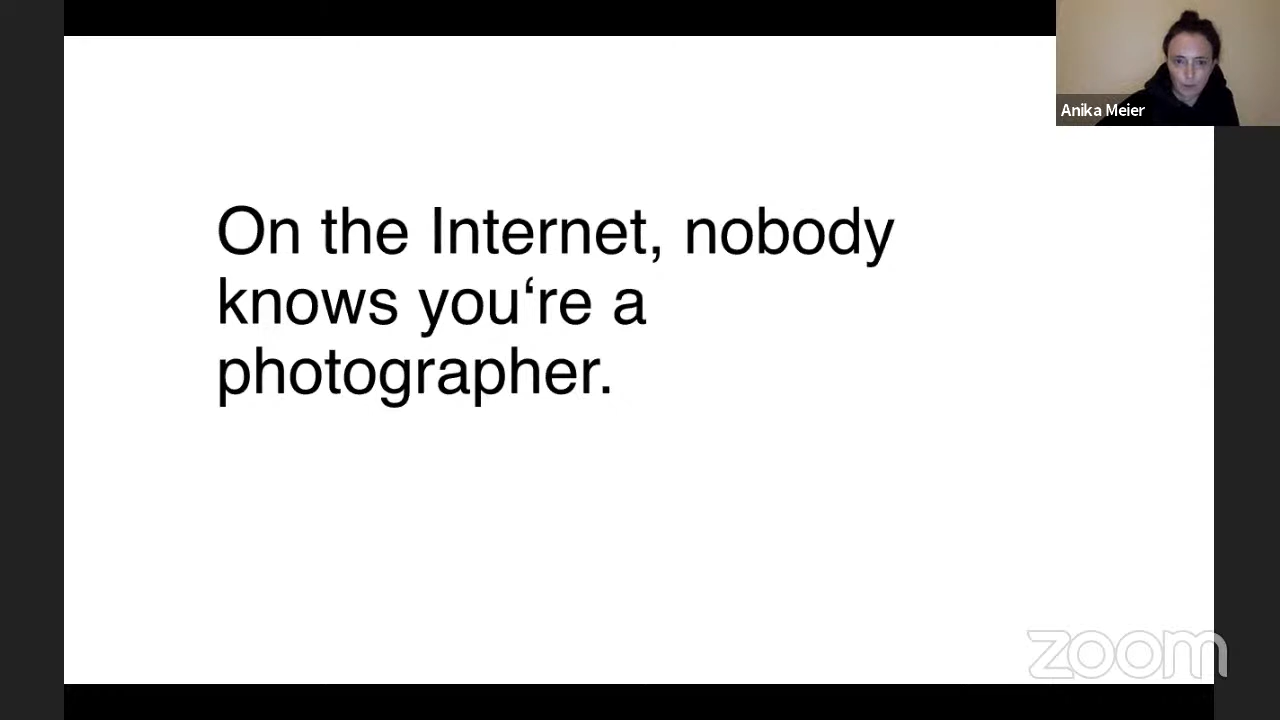 Anika Meier
On the Internet, nobody
knows you‘re a
photographer.
zoom